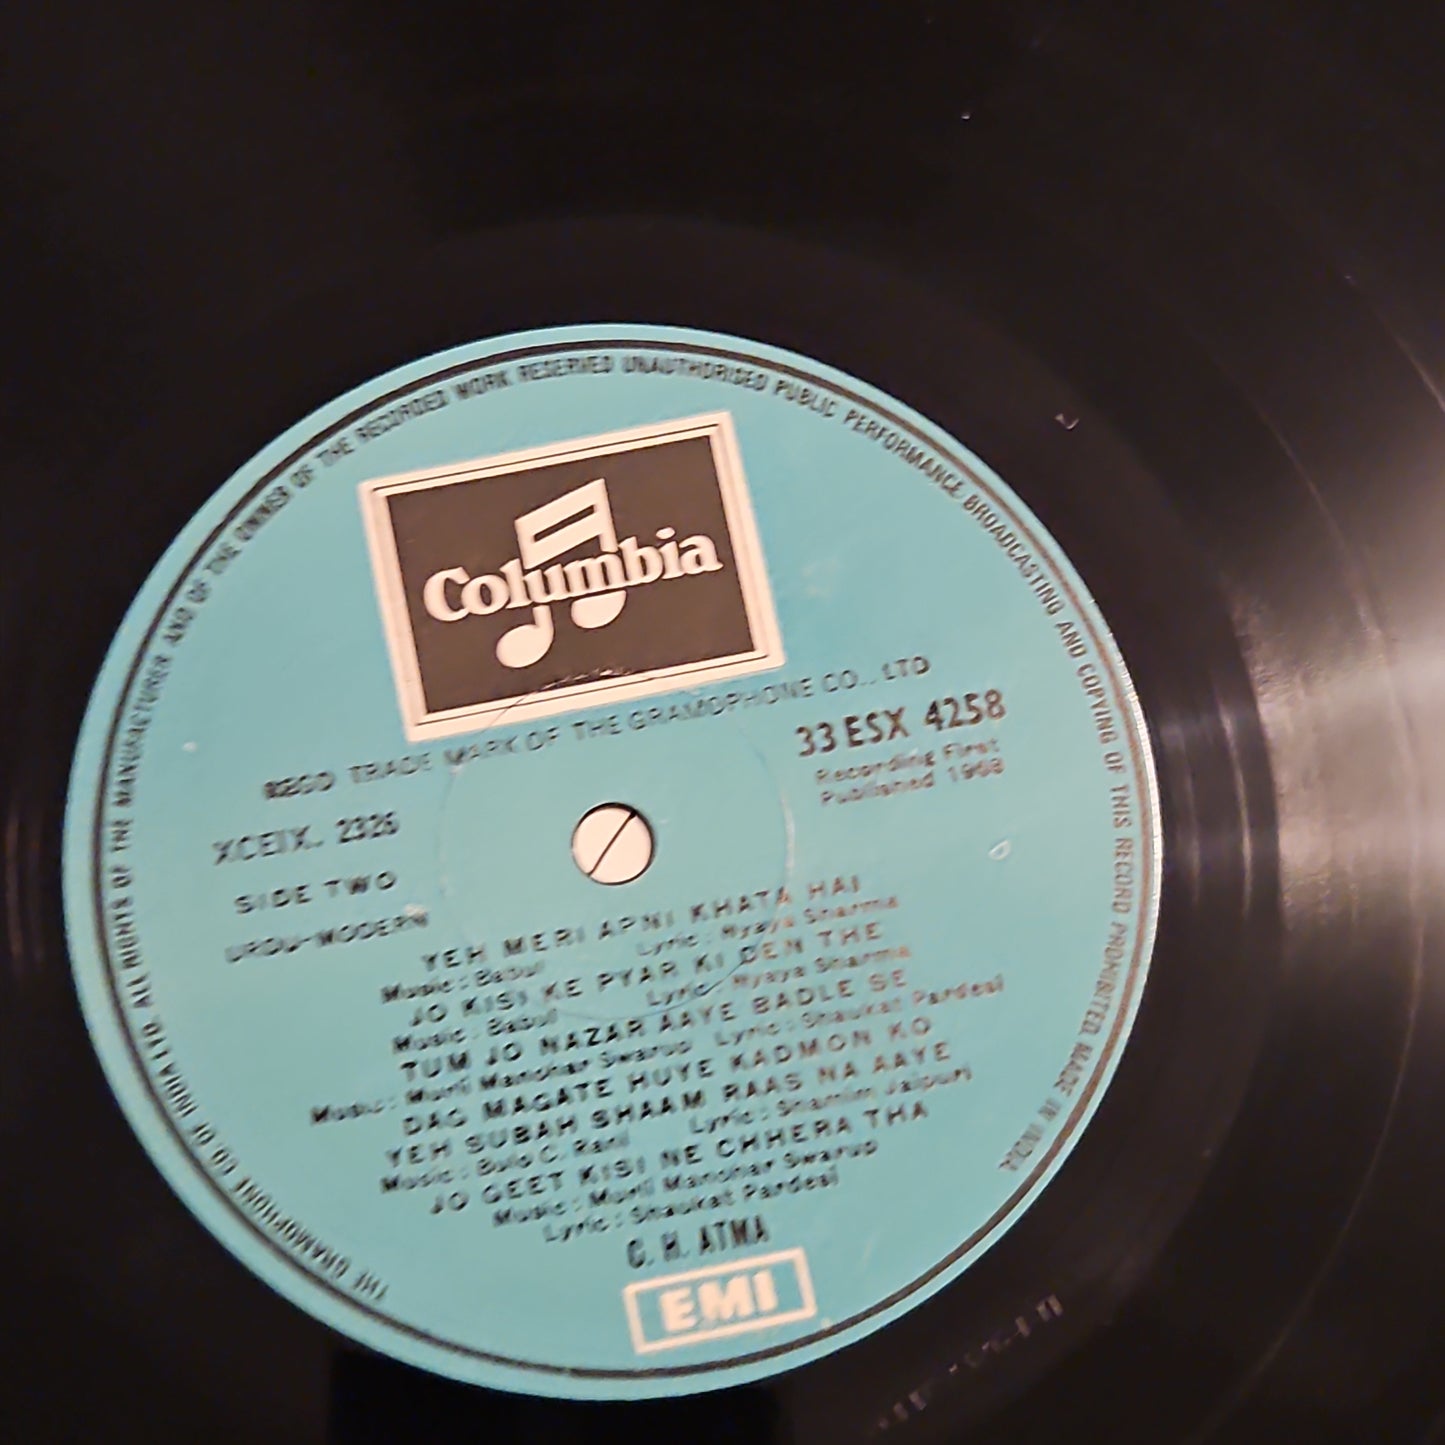 THE GRAMOPHONE CO. OF INDIA LTD. ALL RIGHTS OF THE MANUFACTURER AND OF THE OWNER OF THE RECORDED WORK RESERVED UNAUTHORISED PUBLIC PERFORMANCE BROADCASTING AND COPYING OF THIS RECORD PROHIBITED MADE IN INDIA
Columbia
REGD TRADE MARK OF THE GRAMOPHONE CO., LTD
33 ESX 4258
Recording First
Published 1968
XCEIX. 2326
SIDE TWO
URDU-MODERN
YEH MERI APNI KHATA HAI
Music : Babul Lyric : Nyaya Sharma
JO KISI KE PYAR KI DEN THE
Music : Babul Lyric : Nyaya Sharma
TUM JO NAZAR AAYE BADLE SE
Music : Murli Manohar Swarup Lyric : Shaukat Pardesi
DAG MAGATE HUYE KADMON KO
YEH SUBAH SHAAM RAAS NA AAYE
Music : Bulo C. Rani Lyric : Shamim Jaipuri
JO GEET KISI NE CHHERA THA
Music : Murli Manohar Swarup
Lyric : Shaukat Pardesi
C. H. ATMA
EMI